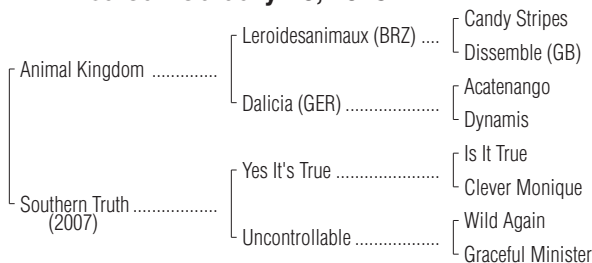 Candy Stripes
Leroidesanimaux (BRZ) ....
Dissemble (GB)
Animal Kingdom ..............
Acatenango
Dalicia (GER) ....................
Dynamis
Is It True
Yes It's True ......................
Clever Monique
Southern Truth ..................
(2007)
Wild Again
Uncontrollable ..................
Graceful Minister